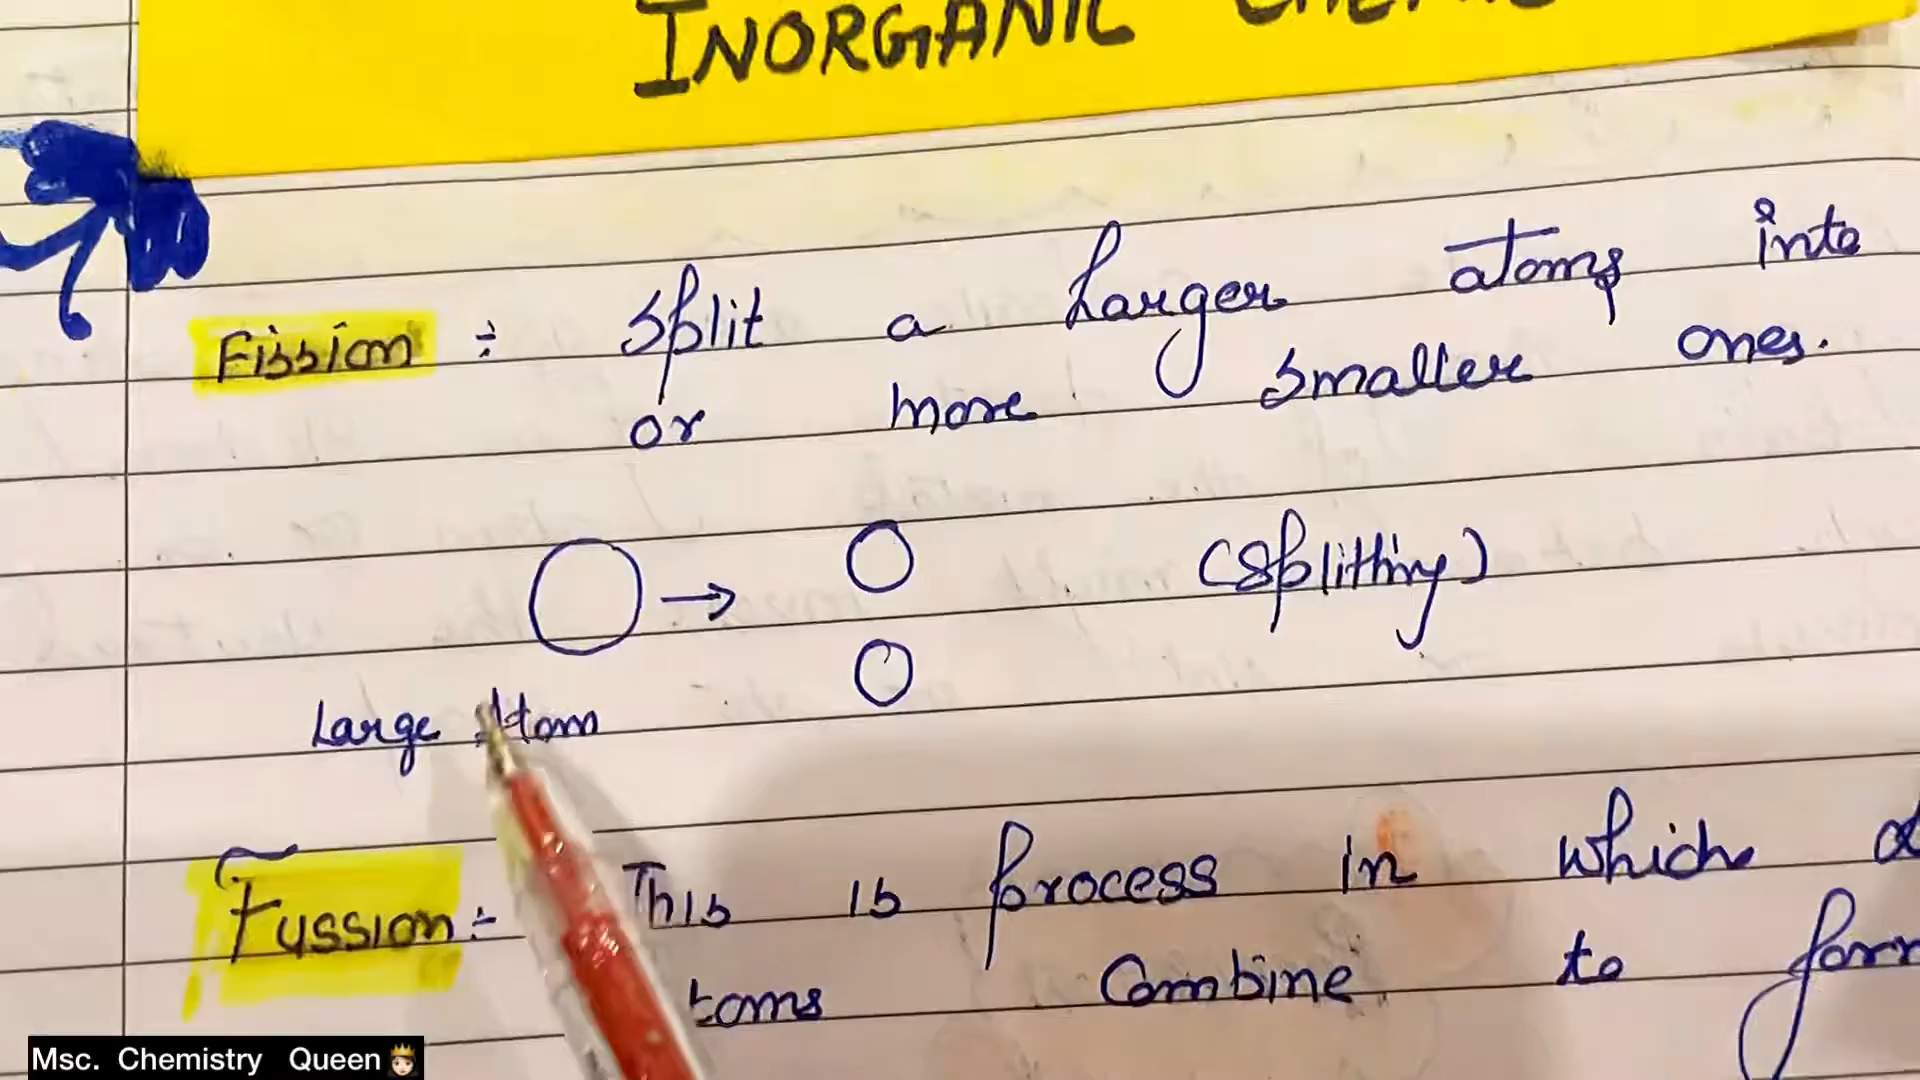 INORGANIC
Fission :- Split a Larger atoms into
or more smaller ones.
(Splitting)
Large Atom
Fussion :- This is process in which
toms Combine to form
Msc. Chemistry Queen👸🏻